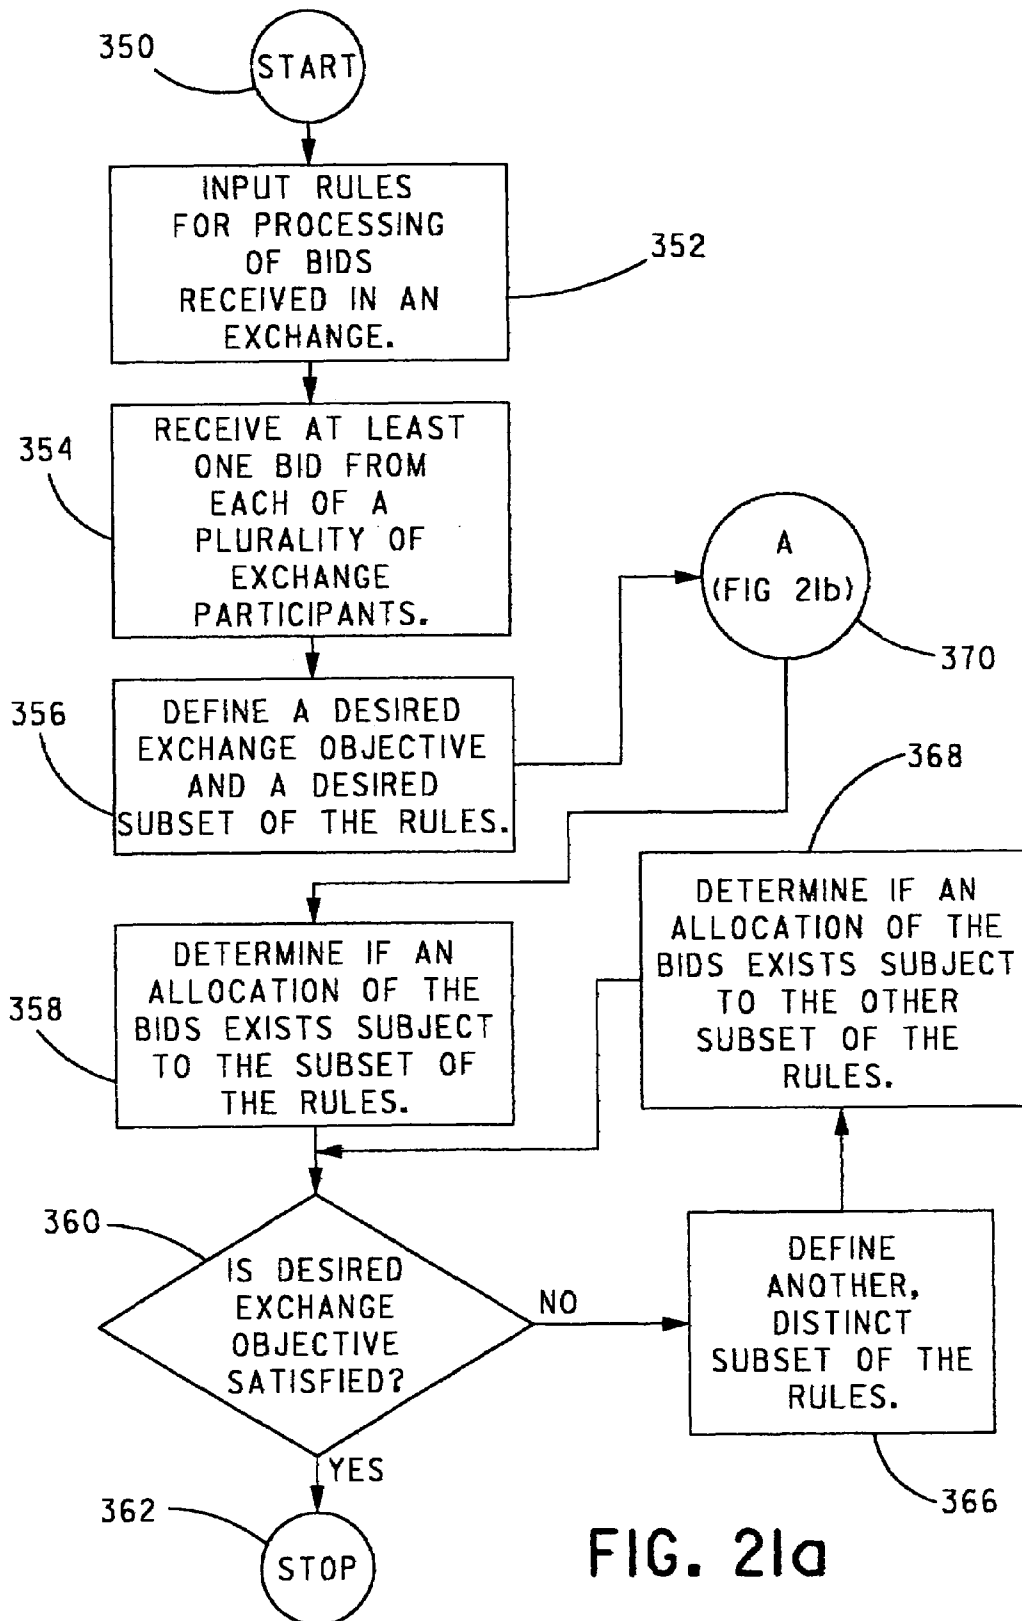 350
START
INPUT RULES
FOR PROCESSING
OF BIDS
RECEIVED IN AN
EXCHANGE.
352
354
RECEIVE AT LEAST
ONE BID FROM
EACH OF A
PLURALITY OF
EXCHANGE
PARTICIPANTS.
A
(FIG 21b)
370
356
DEFINE A DESIRED
EXCHANGE OBJECTIVE
AND A DESIRED
SUBSET OF THE RULES.
368
DETERMINE IF AN
ALLOCATION OF THE
BIDS EXISTS SUBJECT
TO THE OTHER
SUBSET OF THE
RULES.
358
DETERMINE IF AN
ALLOCATION OF THE
BIDS EXISTS SUBJECT
TO THE SUBSET OF
THE RULES.
360
IS DESIRED
EXCHANGE
OBJECTIVE
SATISFIED?
NO
DEFINE
ANOTHER,
DISTINCT
SUBSET OF THE
RULES.
366
YES
362
STOP
FIG. 21a